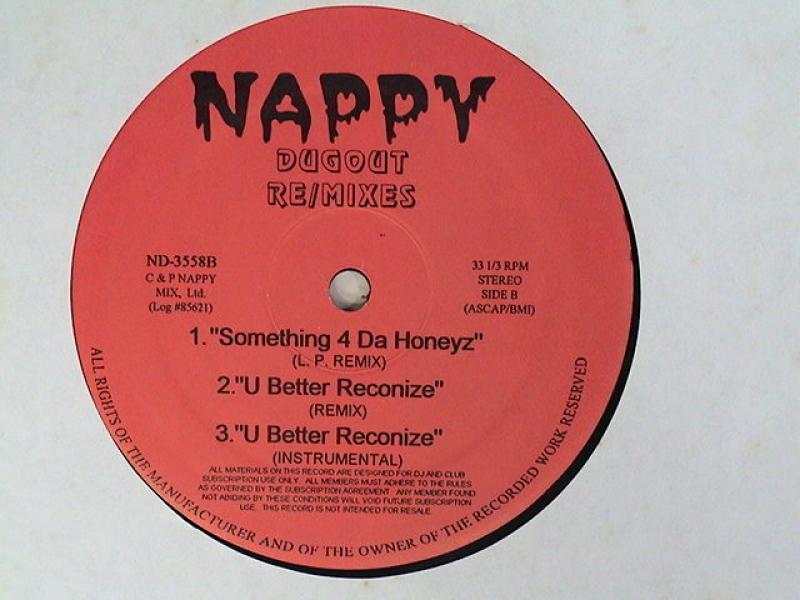 NAPPY
DUGOUT
RE/MIXES
ND-3558B
C & P NAPPY
MIX, Ltd.
(Log #85621)
33 1/3 RPM
STEREO
SIDE B
(ASCAP/BMI)
1."Something 4 Da Honeyz"
(L. P. REMIX)
2."U Better Reconize"
(REMIX)
3."U Better Reconize"
(INSTRUMENTAL)
ALL MATERIALS ON THIS RECORD ARE DESIGNED FOR DJ AND CLUB
SUBSCRIPTION USE ONLY. ALL MEMBERS MUST ADHERE TO THE RULES
AS GOVERNED BY THE SUBSCRIPTION AGREEMENT. ANY MEMBER FOUND
NOT ABIDING BY THESE CONDITIONS WILL VOID FUTURE SUBSCRIPTION
USE. THIS RECORD IS NOT INTENDED FOR RESALE.
ALL RIGHTS OF THE MANUFACTURER AND OF THE OWNER OF THE RECORDED WORK RESERVED